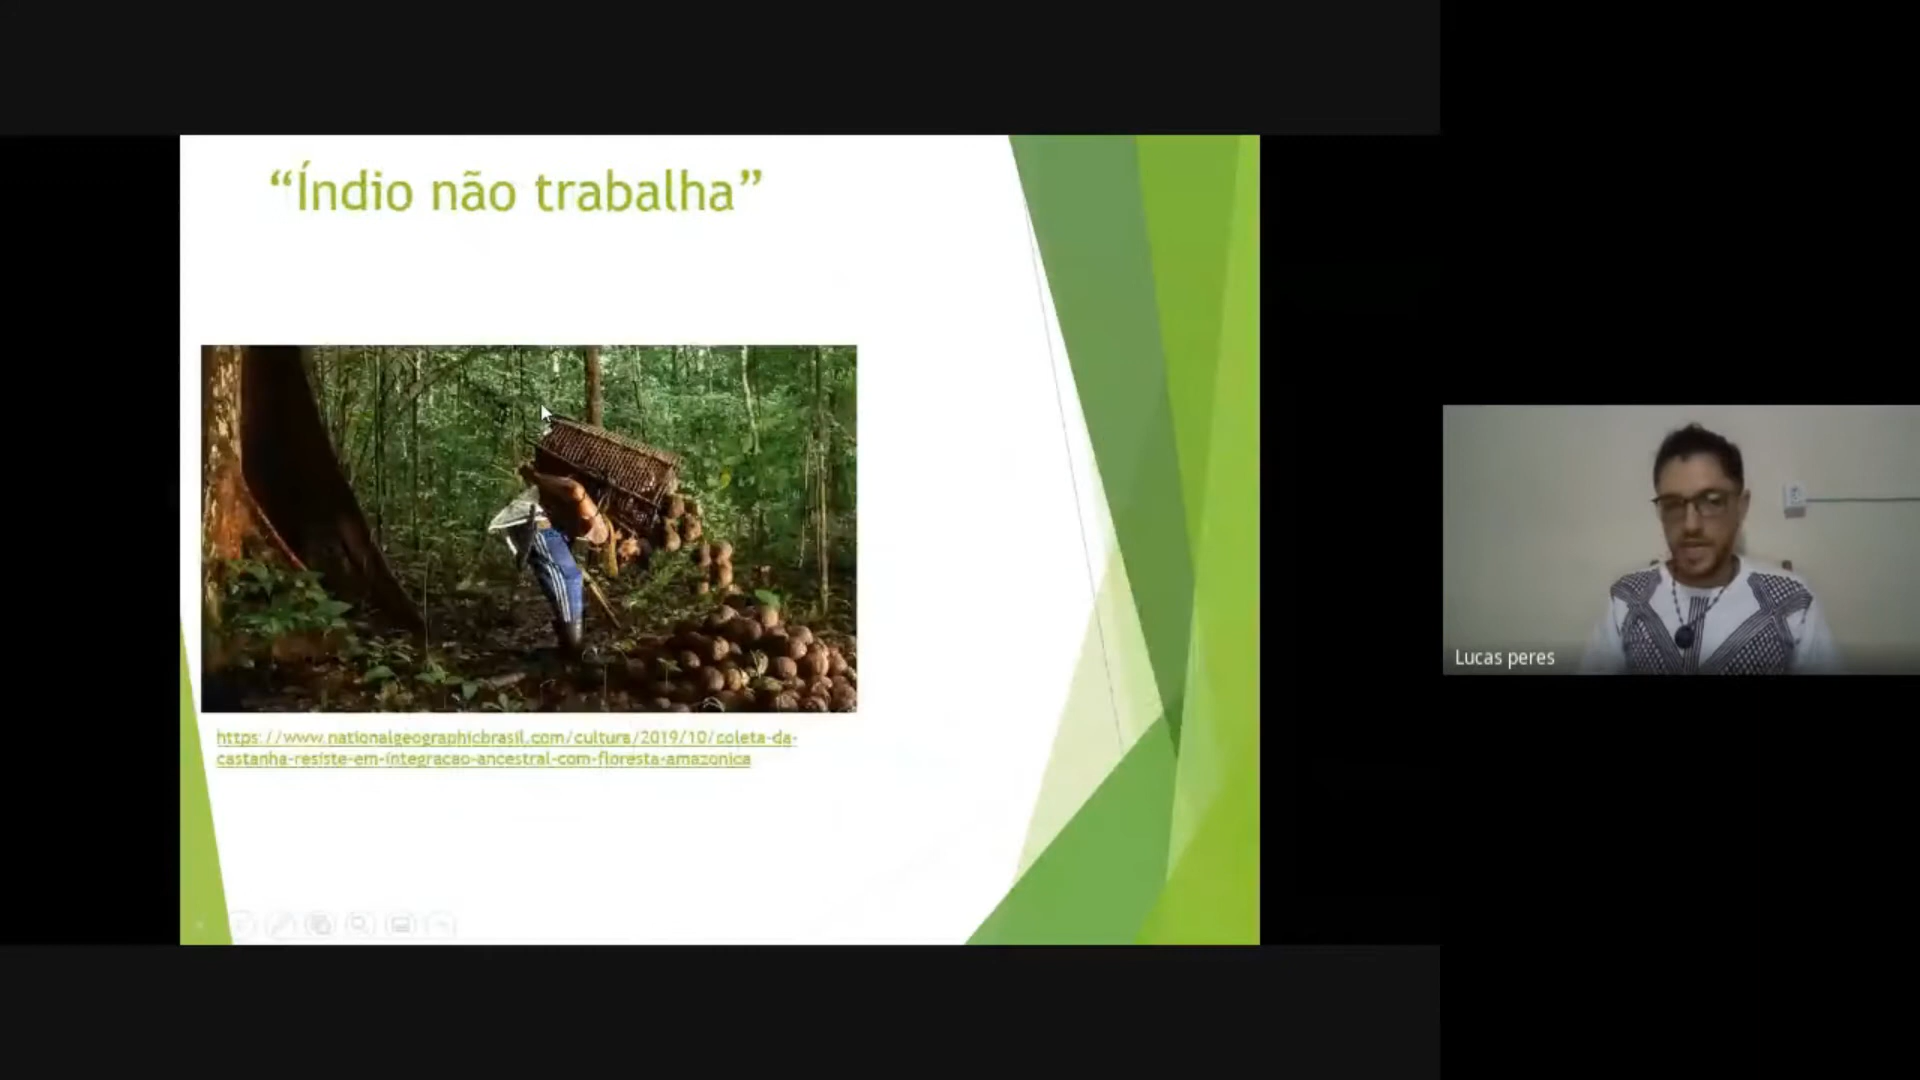 “Índio não trabalha”
https://www.nationalgeographicbrasil.com/cultura/2019/10/coleta-da-
castanha-resiste-em-integracao-ancestral-com-floresta-amazonica
Lucas peres